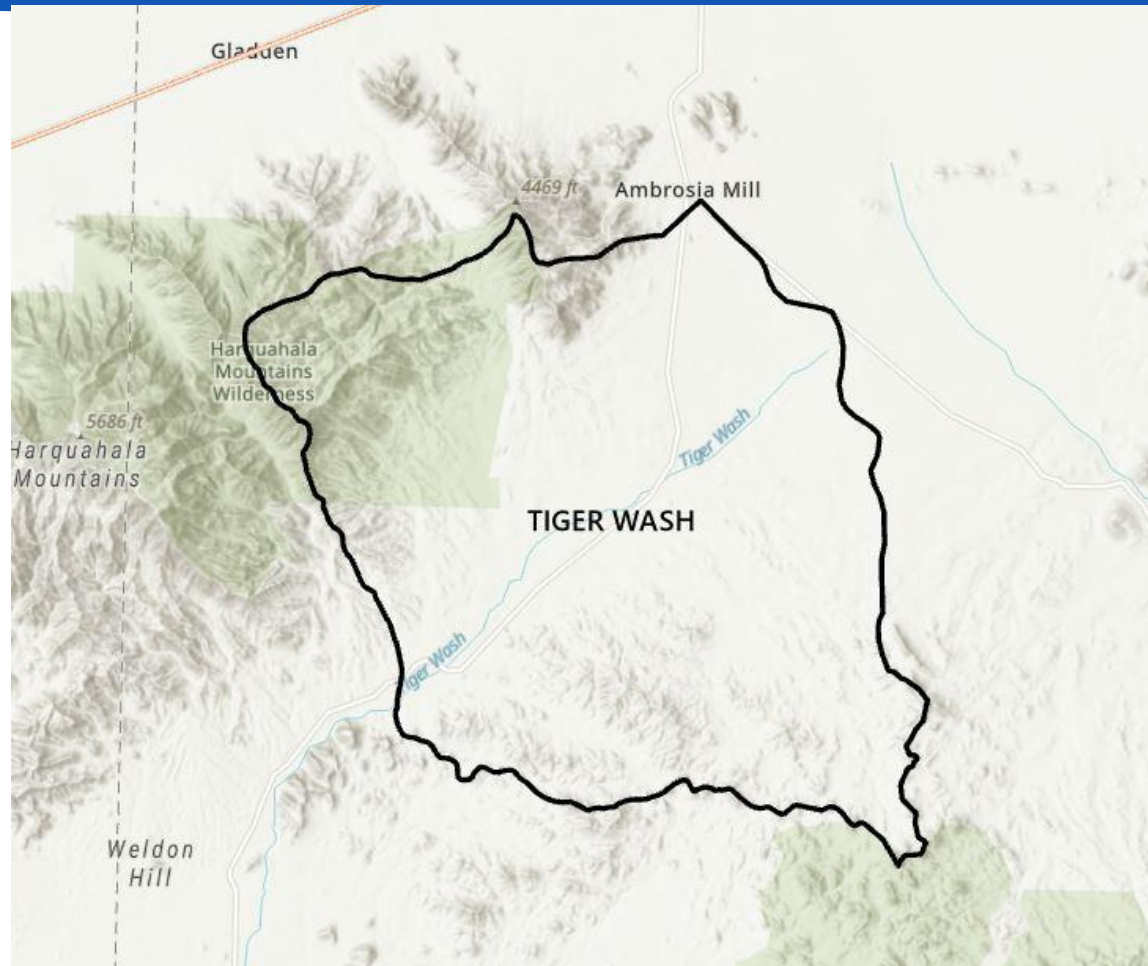 Gladden
4469 ft
Ambrosia Mill
Harquahala
Mountains
Wilderness
5686 ft
Harquahala
Mountains
Tiger Wash
TIGER WASH
Tiger Wash
Weldon
Hill